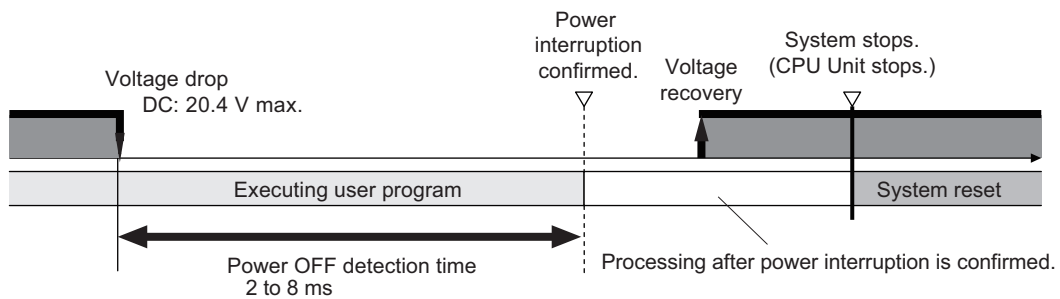 Power
interruption
confirmed.
System stops.
(CPU Unit stops.)
Voltage drop
DC: 20.4 V max.
Voltage
recovery
Executing user program
System reset
Power OFF detection time
2 to 8 ms
Processing after power interruption is confirmed.